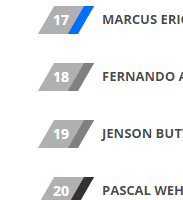 17 MARCUS ERIC
18 FERNANDO A
19 JENSON BUT
20 PASCAL WEH